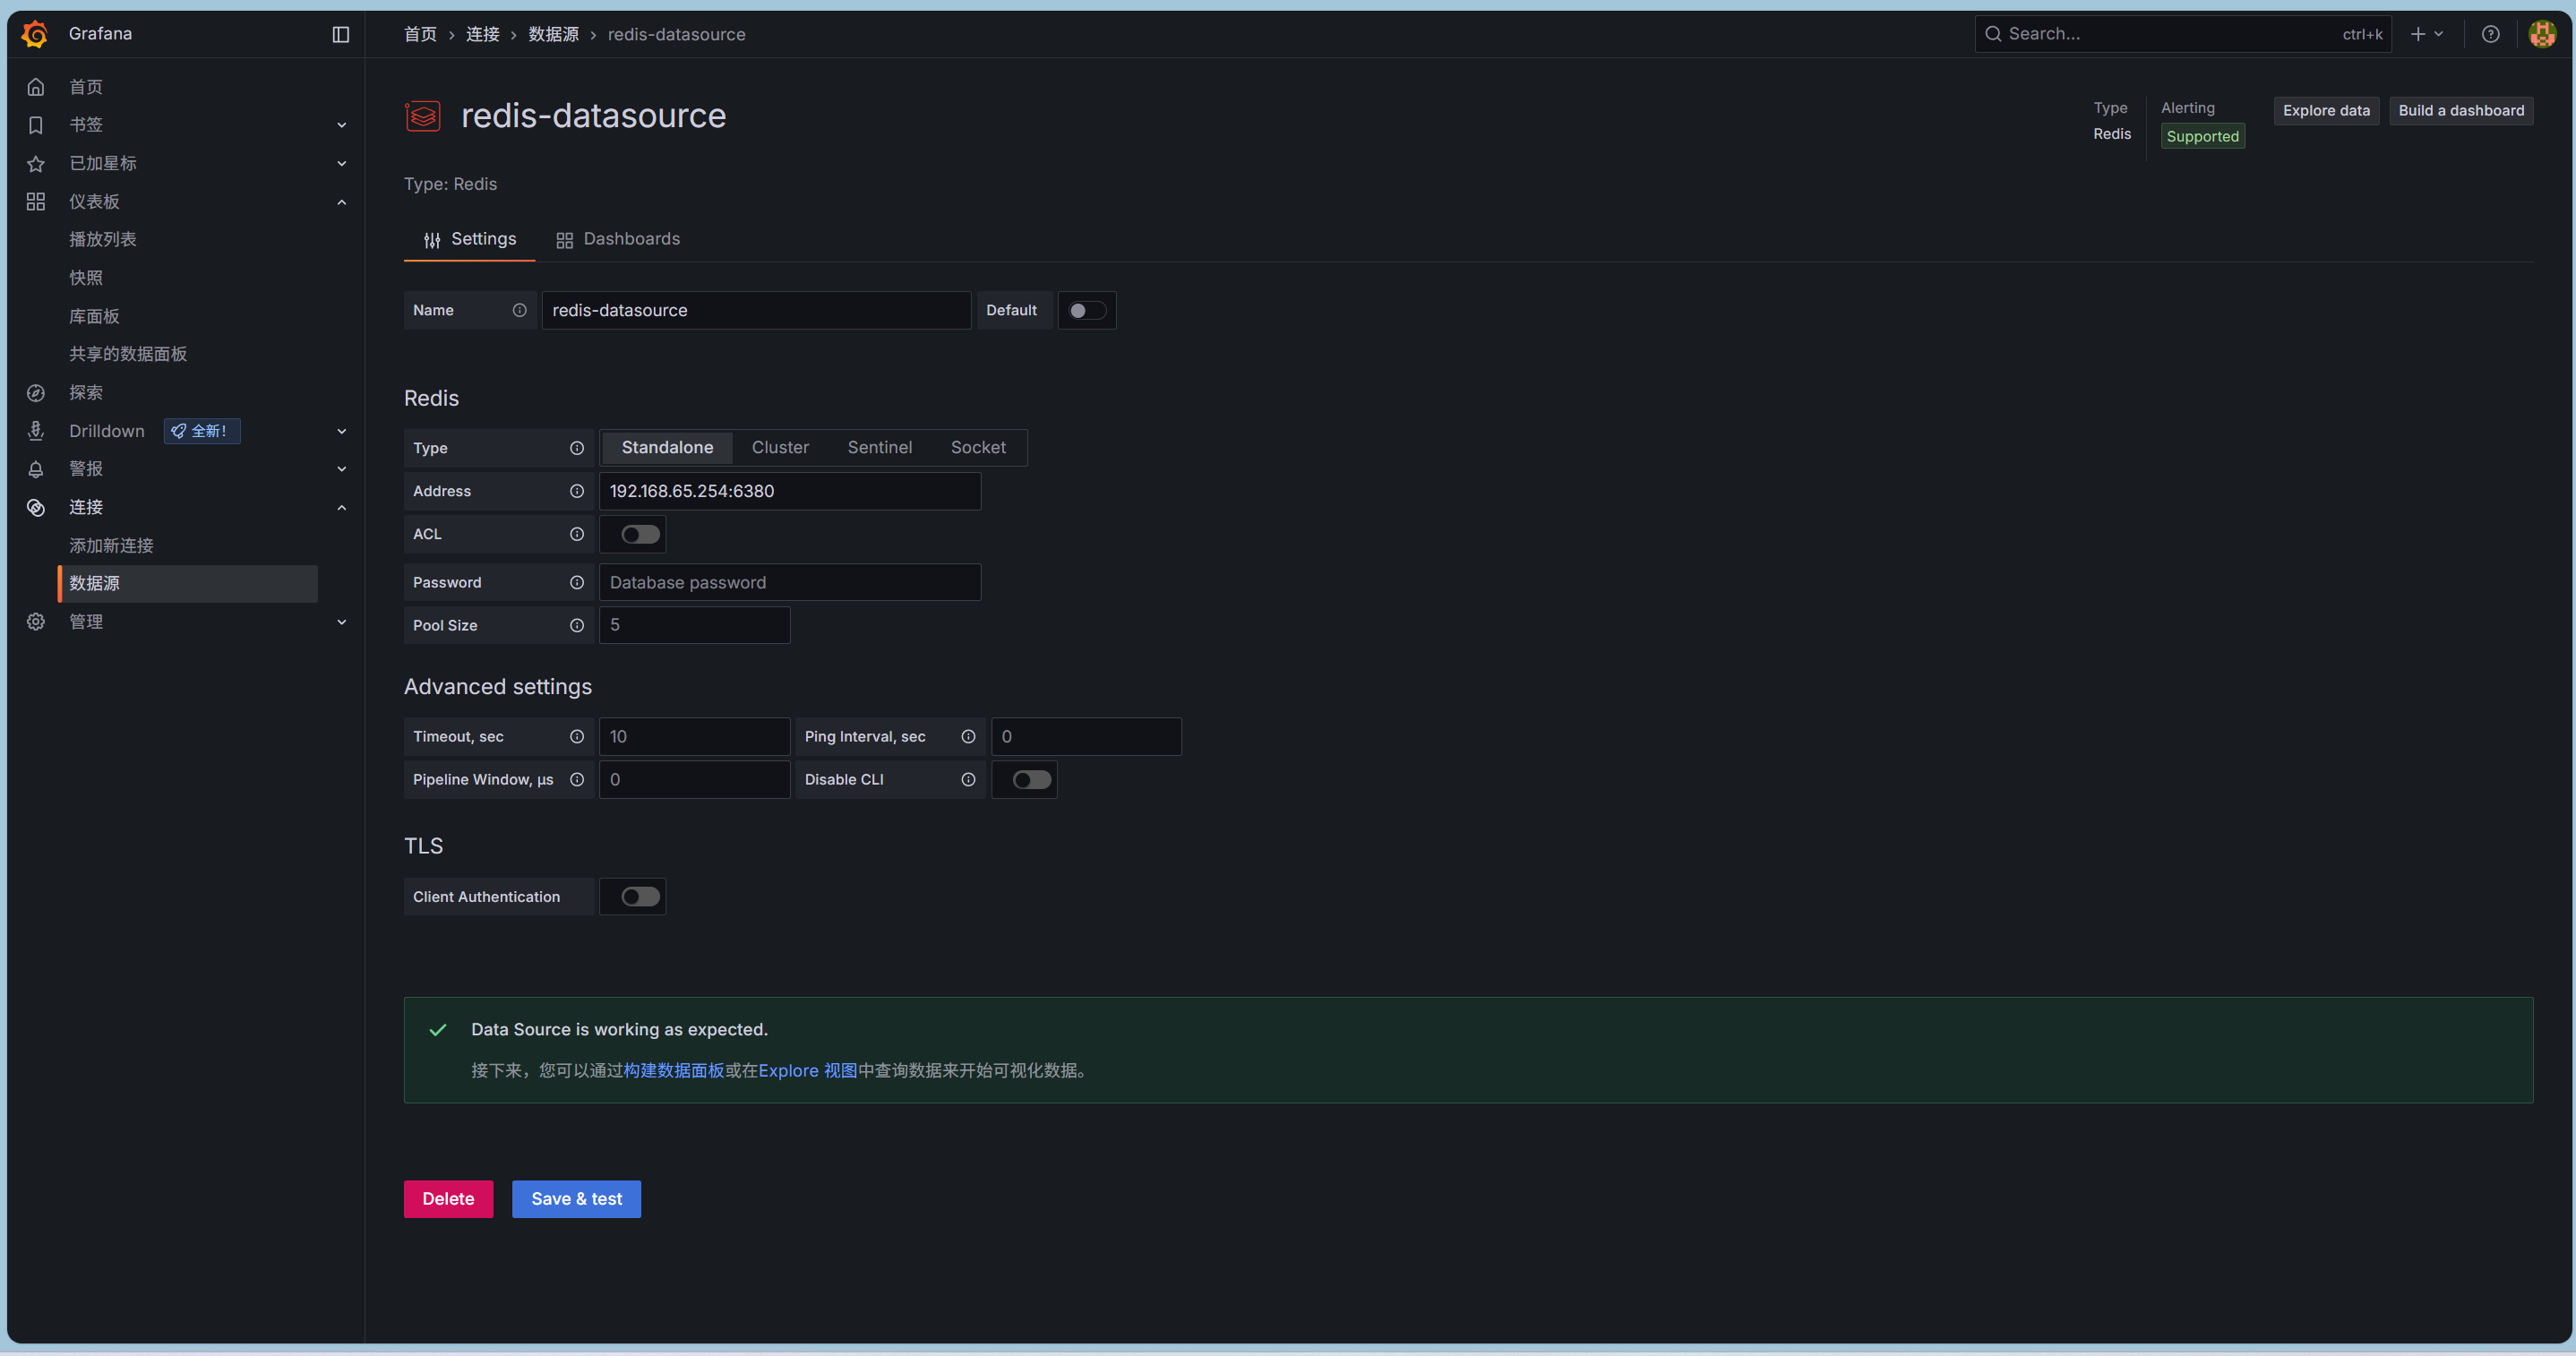 Grafana
首页 › 连接 › 数据源 › redis-datasource
Search...
ctrl+k
首页
书签
已加星标
仪表板
播放列表
快照
库面板
共享的数据面板
探索
Drilldown
全新!
警报
连接
添加新连接
数据源
管理
redis-datasource
Type
Redis
Alerting
Supported
Explore data
Build a dashboard
Type: Redis
Settings
Dashboards
Name
redis-datasource
Default
Redis
Type
Standalone
Cluster
Sentinel
Socket
Address
192.168.65.254:6380
ACL
Password
Database password
Pool Size
5
Advanced settings
Timeout, sec
10
Ping Interval, sec
0
Pipeline Window, μs
0
Disable CLI
TLS
Client Authentication
Data Source is working as expected.
接下来，您可以通过构建数据面板或在Explore 视图中查询数据来开始可视化数据。
Delete
Save & test